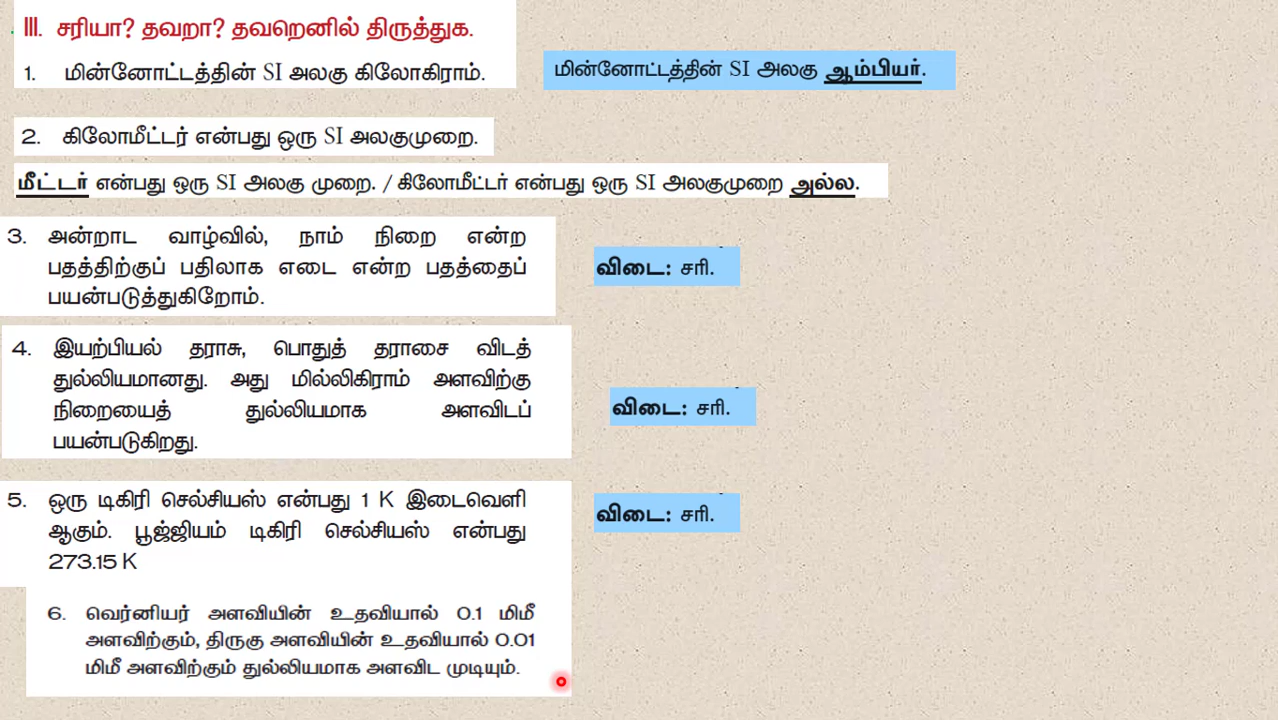 III. சரியா? தவறா? தவறெனில் திருத்துக.
1. மின்னோட்டத்தின் SI அலகு கிலோகிராம்.
மின்னோட்டத்தின் SI அலகு ஆம்பியர்.
2. கிலோமீட்டர் என்பது ஒரு SI அலகுமுறை.
மீட்டர் என்பது ஒரு SI அலகு முறை. / கிலோமீட்டர் என்பது ஒரு SI அலகுமுறை அல்ல.
3. அன்றாட வாழ்வில், நாம் நிறை என்ற
பதத்திற்குப் பதிலாக எடை என்ற பதத்தைப்
பயன்படுத்துகிறோம்.
விடை: சரி.
4. இயற்பியல் தராசு, பொதுத் தராசை விடத்
துல்லியமானது. அது மில்லிகிராம் அளவிற்கு
நிறையைத் துல்லியமாக அளவிடப்
பயன்படுகிறது.
விடை: சரி.
5. ஒரு டிகிரி செல்சியஸ் என்பது 1 K இடைவெளி
ஆகும். பூஜ்ஜியம் டிகிரி செல்சியஸ் என்பது
273.15 K
விடை: சரி.
6. வெர்னியர் அளவியின் உதவியால் 0.1 மிமீ
அளவிற்கும், திருகு அளவியின் உதவியால் 0.01
மிமீ அளவிற்கும் துல்லியமாக அளவிட முடியும்.